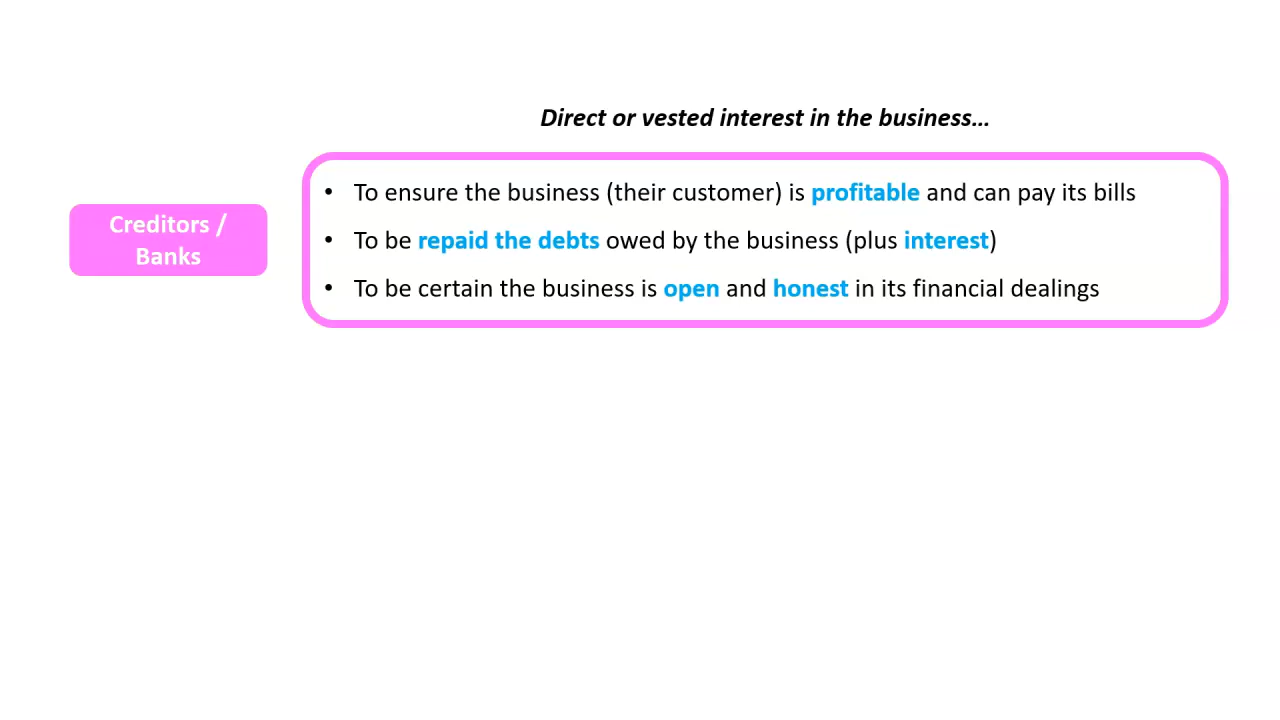 Direct or vested interest in the business…
Creditors /
Banks
• To ensure the business (their customer) is profitable and can pay its bills
• To be repaid the debts owed by the business (plus interest)
• To be certain the business is open and honest in its financial dealings